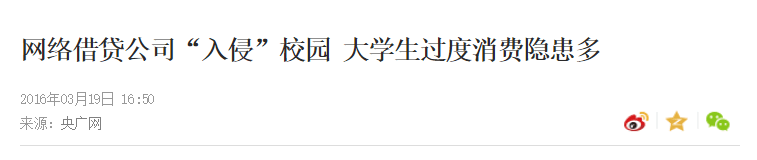 网络借贷公司“入侵”校园 大学生过度消费隐患多
2016年03月19日 16:50
来源：央广网